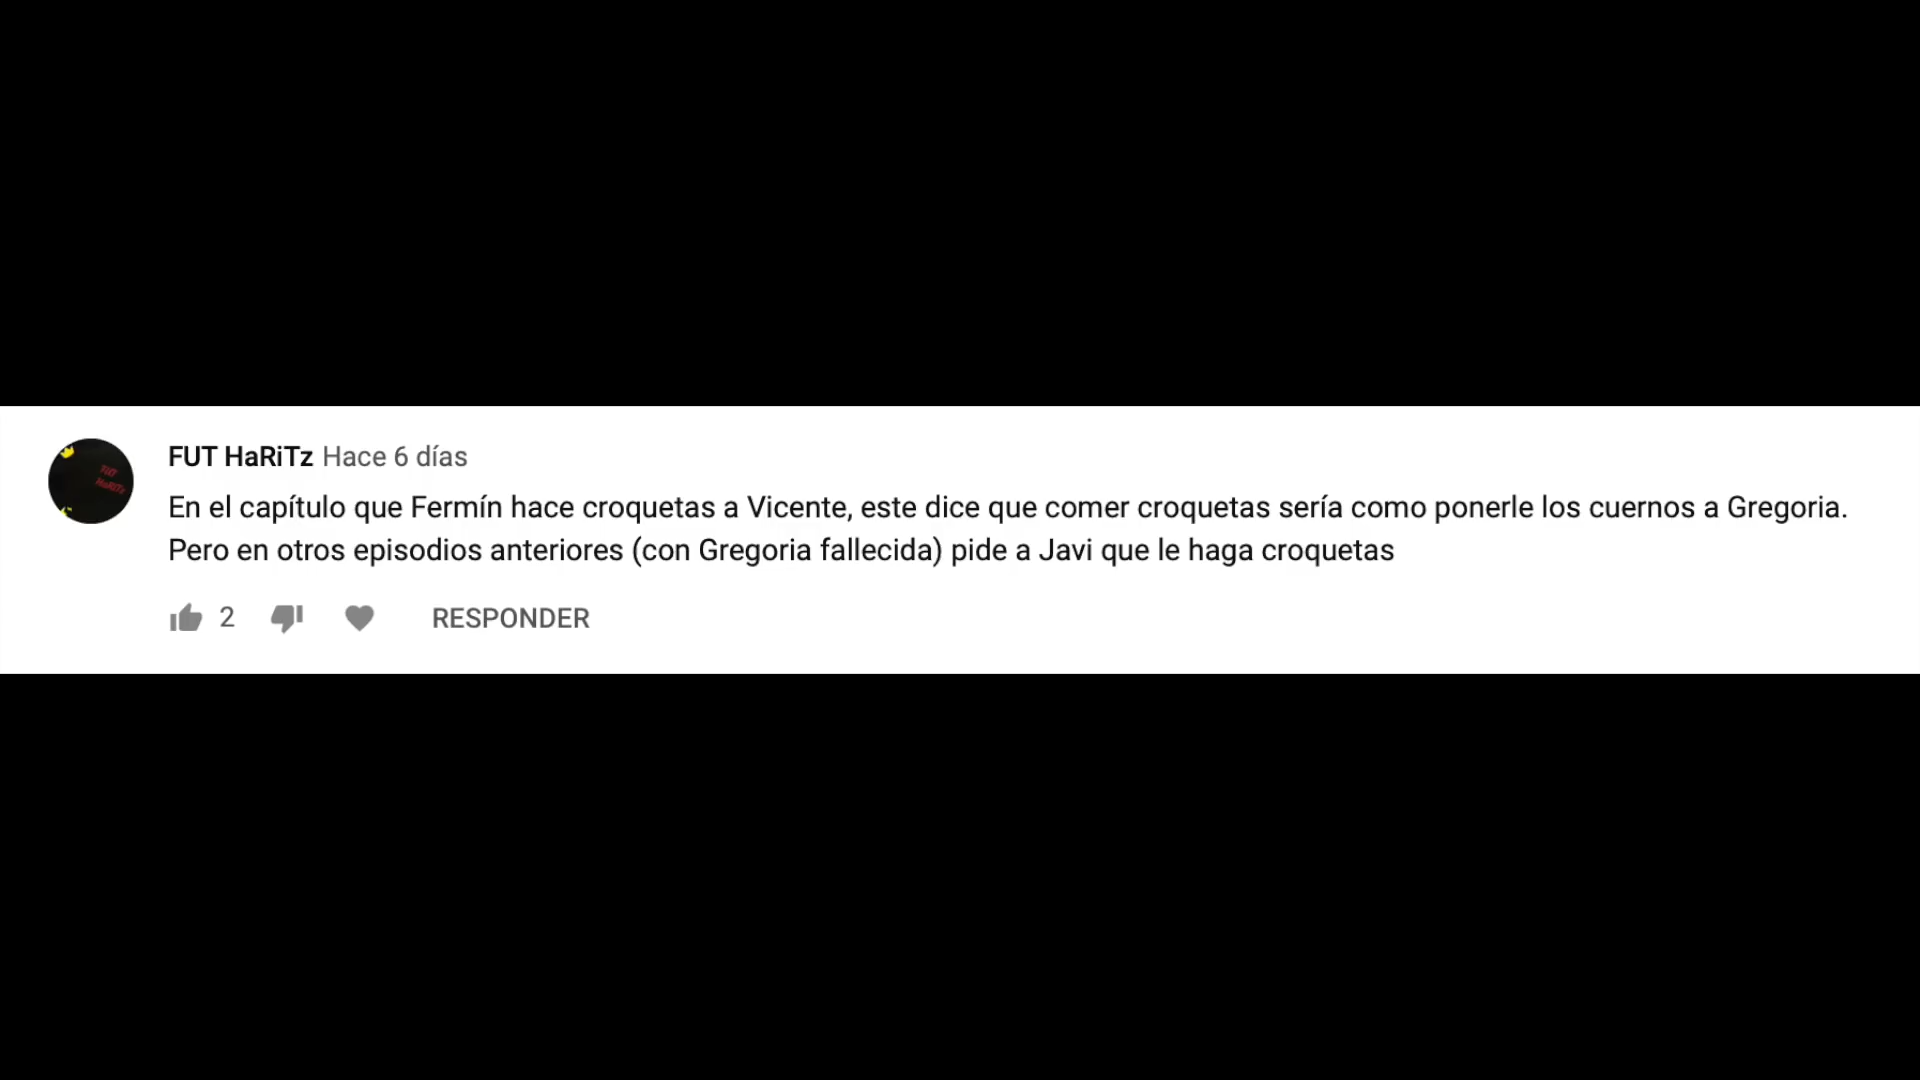 FUT HaRiTz Hace 6 días
FUT
HaRiTz
En el capítulo que Fermín hace croquetas a Vicente, este dice que comer croquetas sería como ponerle los cuernos a Gregoria.
Pero en otros episodios anteriores (con Gregoria fallecida) pide a Javi que le haga croquetas
2 RESPONDER